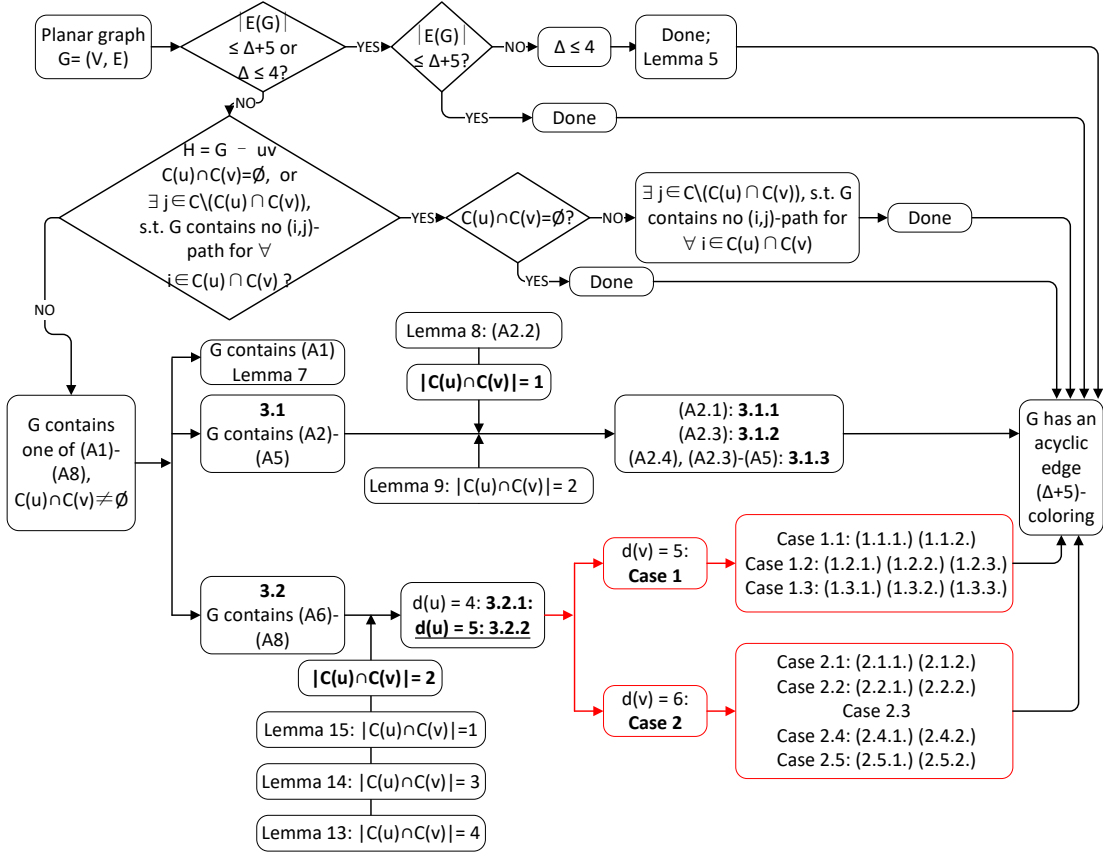 Planar graph
G= (V, E)
|E(G)|
≤ Δ+5 or
Δ ≤ 4?
YES
|E(G)|
≤ Δ+5?
NO
Δ ≤ 4
Done;
Lemma 5
NO
YES
Done
H = G − uv
C(u)∩C(v)=∅, or
∃ j∈C\(C(u)∩C(v)),
s.t. G contains no (i,j)-
path for ∀
i∈C(u)∩C(v) ?
YES
C(u)∩C(v)=∅?
NO
∃ j∈C\(C(u)∩C(v)), s.t. G
contains no (i,j)-path for
∀ i∈C(u)∩C(v)
Done
YES
Done
NO
G contains
one of (A1)-
(A8),
C(u)∩C(v)≠∅
G contains (A1)
Lemma 7
3.1
G contains (A2)-
(A5)
Lemma 8: (A2.2)
|C(u)∩C(v)|= 1
Lemma 9: |C(u)∩C(v)|= 2
(A2.1): 3.1.1
(A2.3): 3.1.2
(A2.4), (A2.3)-(A5): 3.1.3
G has an
acyclic
edge
(Δ+5)-
coloring
3.2
G contains (A6)-
(A8)
d(u) = 4: 3.2.1:
d(u) = 5: 3.2.2
|C(u)∩C(v)|= 2
Lemma 15: |C(u)∩C(v)|=1
Lemma 14: |C(u)∩C(v)|= 3
Lemma 13: |C(u)∩C(v)|= 4
d(v) = 5:
Case 1
Case 1.1: (1.1.1.) (1.1.2.)
Case 1.2: (1.2.1.) (1.2.2.) (1.2.3.)
Case 1.3: (1.3.1.) (1.3.2.) (1.3.3.)
d(v) = 6:
Case 2
Case 2.1: (2.1.1.) (2.1.2.)
Case 2.2: (2.2.1.) (2.2.2.)
Case 2.3
Case 2.4: (2.4.1.) (2.4.2.)
Case 2.5: (2.5.1.) (2.5.2.)